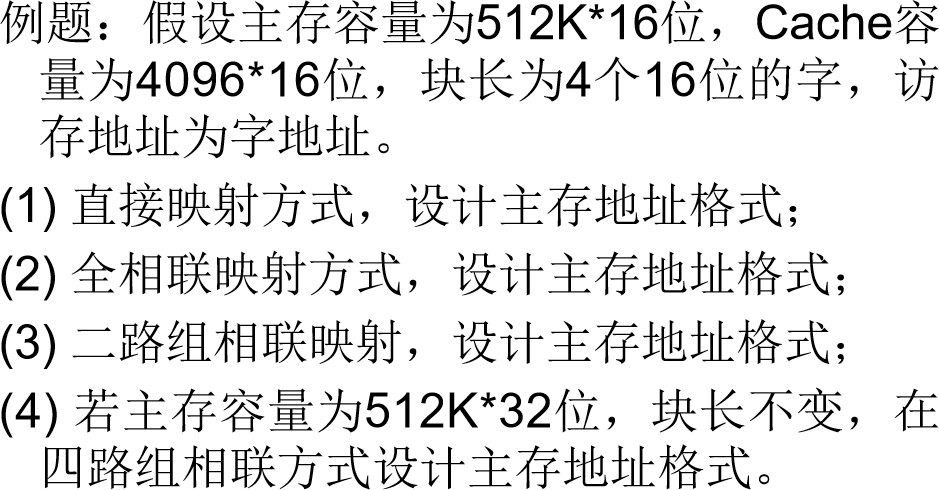 例题：假设主存容量为512K*16位，Cache容
量为4096*16位，块长为4个16位的字，访
存地址为字地址。
(1) 直接映射方式，设计主存地址格式；
(2) 全相联映射方式，设计主存地址格式；
(3) 二路组相联映射，设计主存地址格式；
(4) 若主存容量为512K*32位，块长不变，在
四路组相联方式设计主存地址格式。